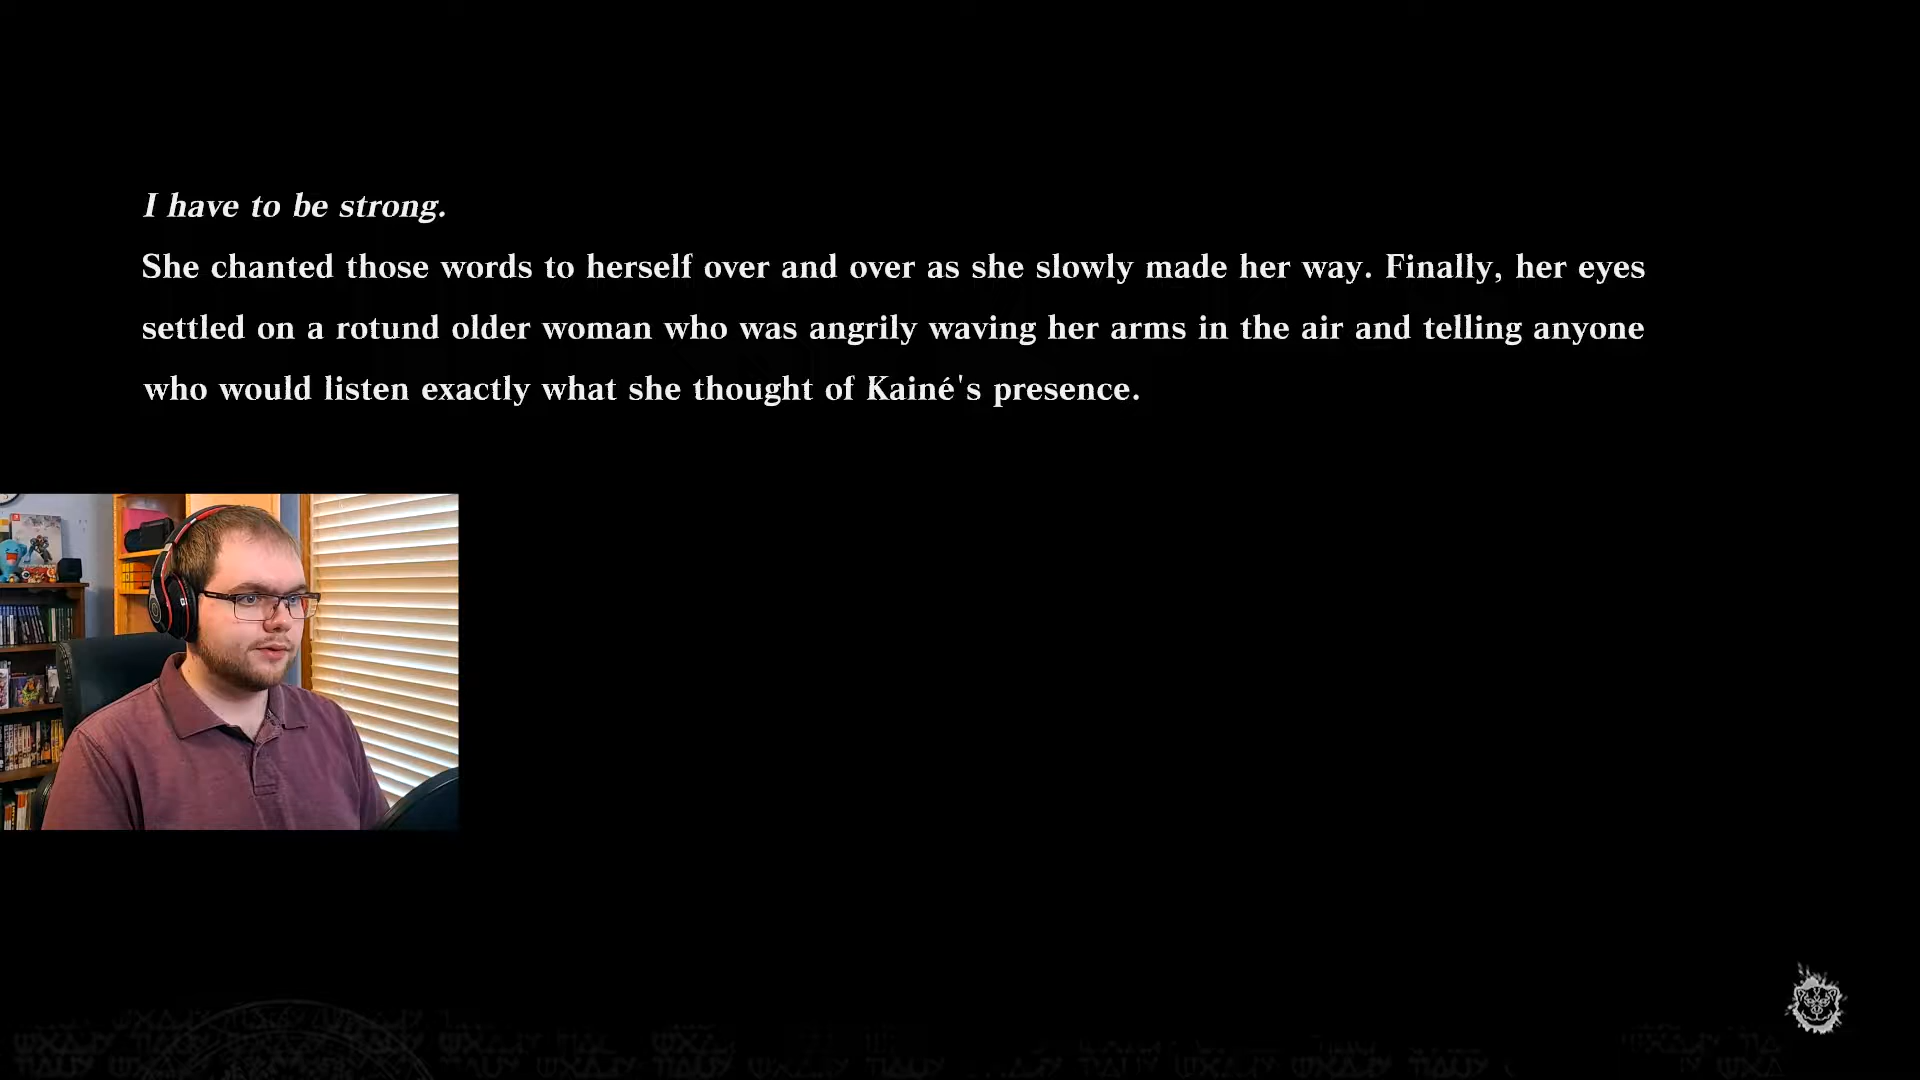 I have to be strong.
She chanted those words to herself over and over as she slowly made her way. Finally, her eyes
settled on a rotund older woman who was angrily waving her arms in the air and telling anyone
who would listen exactly what she thought of Kainé's presence.